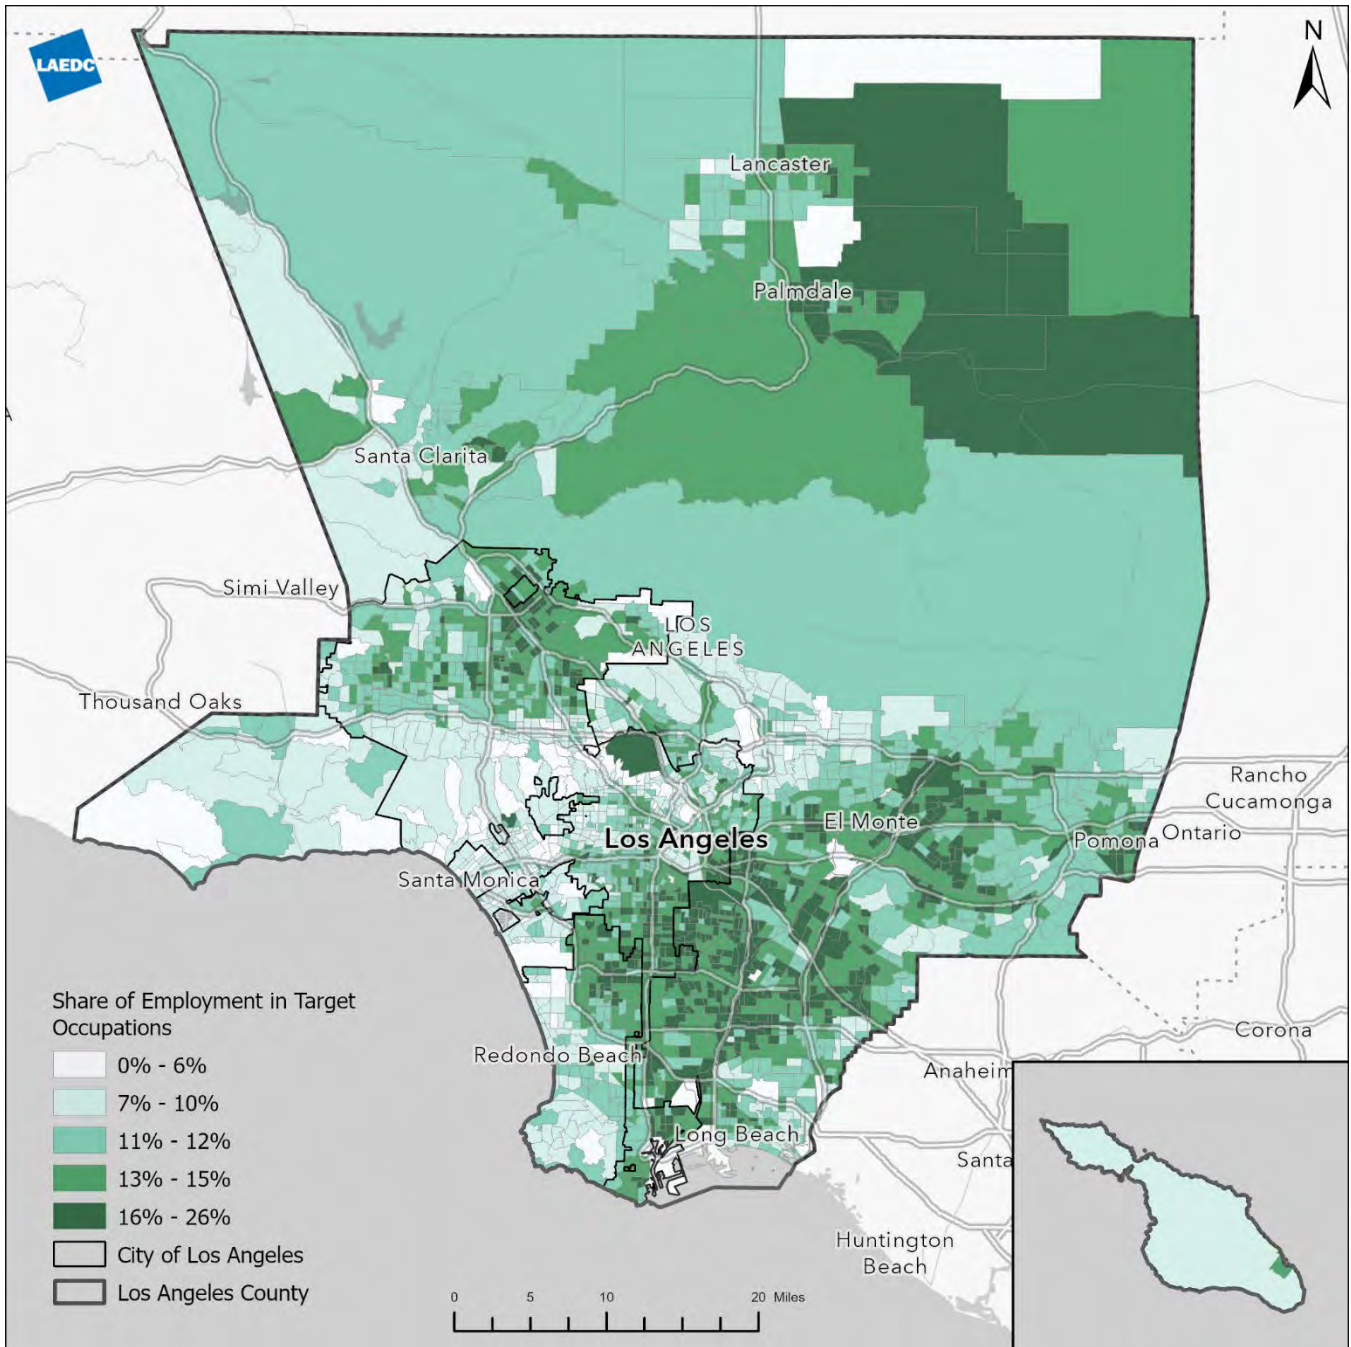 LAEDC
N
Lancaster
Palmdale
Santa Clarita
Simi Valley
LOS
ANGELES
Thousand Oaks
Rancho
Cucamonga
El Monte
Los Angeles
Pomona
Ontario
Santa Monica
Share of Employment in Target
Occupations
0% - 6%
7% - 10%
11% - 12%
13% - 15%
16% - 26%
City of Los Angeles
Los Angeles County
Redondo Beach
Corona
Anaheim
Long Beach
Santa
Huntington
Beach
0 5 10 20 Miles